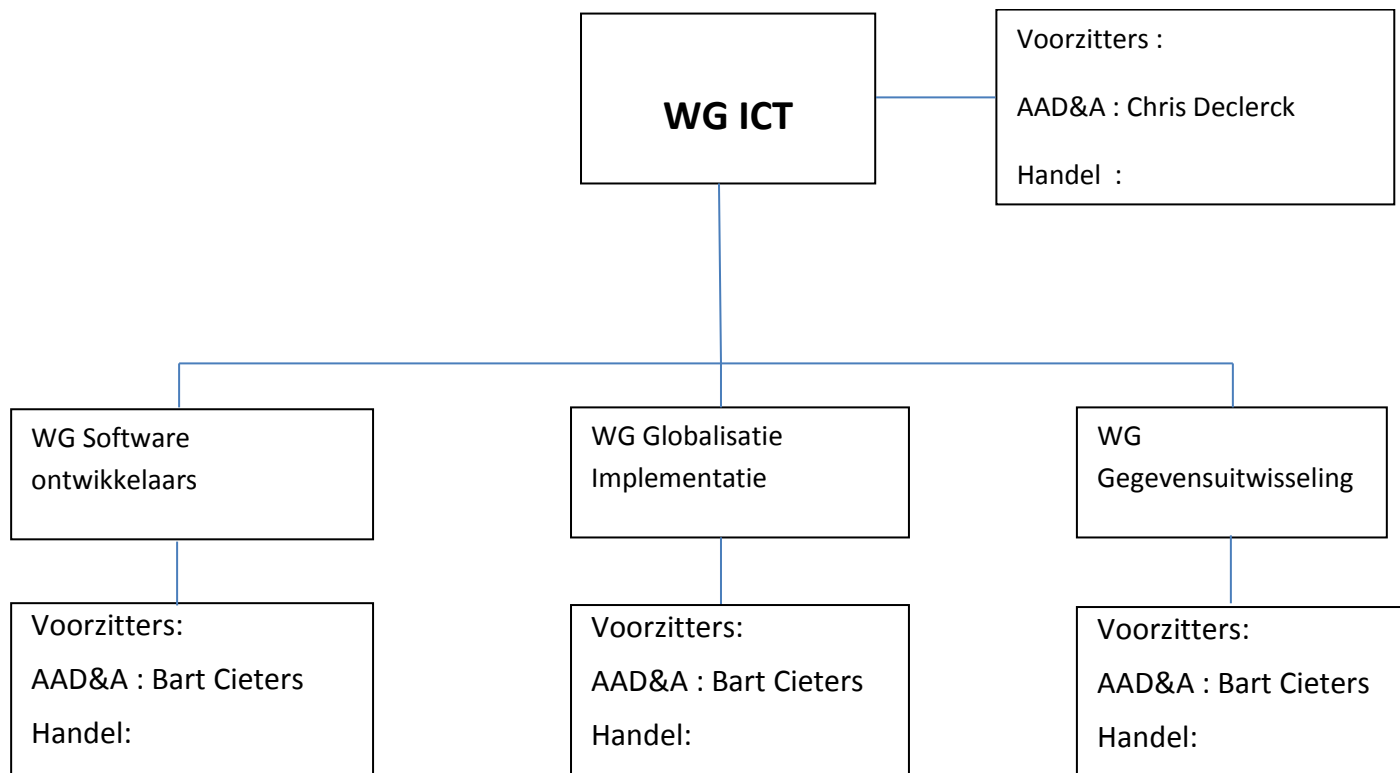 WG ICT
Voorzitters :
AAD&A : Chris Declerck
Handel :
WG Software
ontwikkelaars
Voorzitters:
AAD&A : Bart Cieters
Handel:
WG Globalisatie
Implementatie
Voorzitters:
AAD&A : Bart Cieters
Handel:
WG
Gegevensuitwisseling
Voorzitters:
AAD&A : Bart Cieters
Handel: